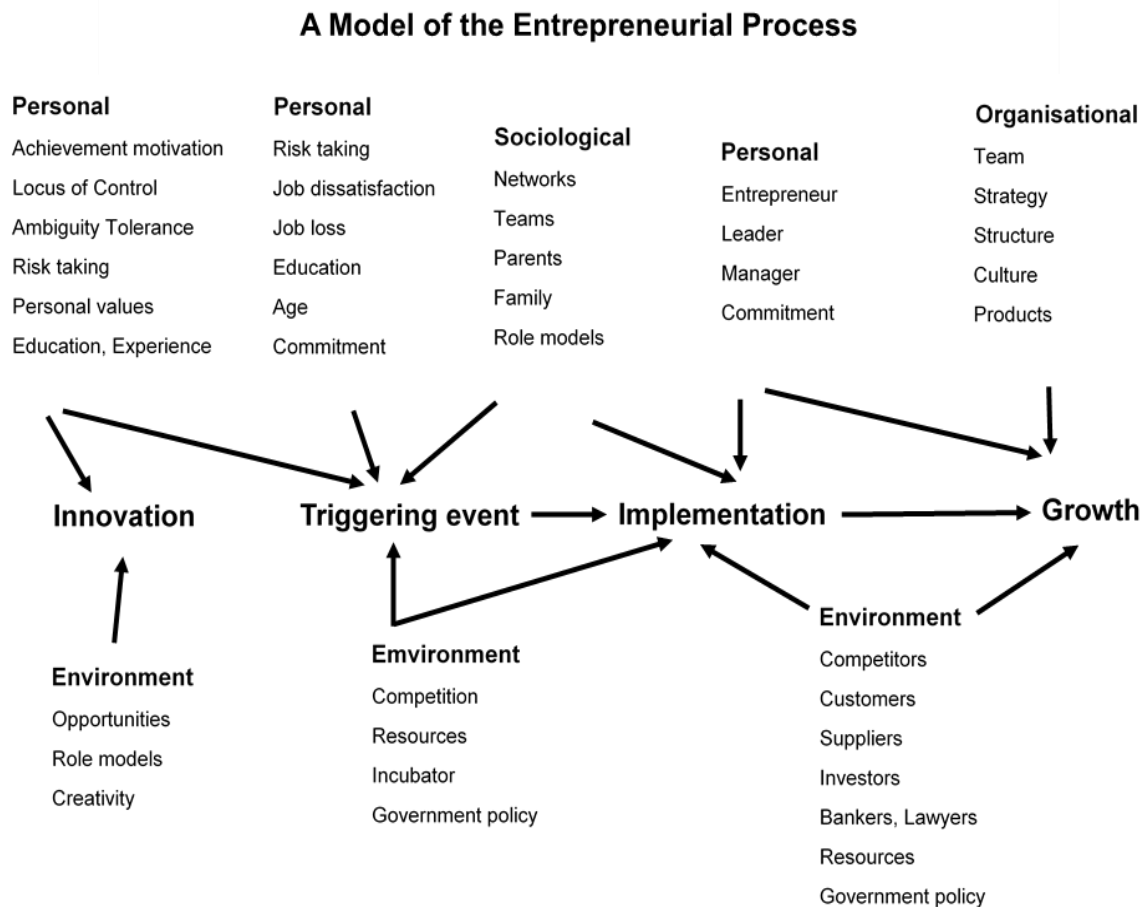 A Model of the Entrepreneurial Process
Personal
Achievement motivation
Locus of Control
Ambiguity Tolerance
Risk taking
Personal values
Education, Experience
Personal
Risk taking
Job dissatisfaction
Job loss
Education
Age
Commitment
Sociological
Networks
Teams
Parents
Family
Role models
Personal
Entrepreneur
Leader
Manager
Commitment
Organisational
Team
Strategy
Structure
Culture
Products
Innovation
Triggering event
Implementation
Growth
Environment
Opportunities
Role models
Creativity
Emvironment
Competition
Resources
Incubator
Government policy
Environment
Competitors
Customers
Suppliers
Investors
Bankers, Lawyers
Resources
Government policy